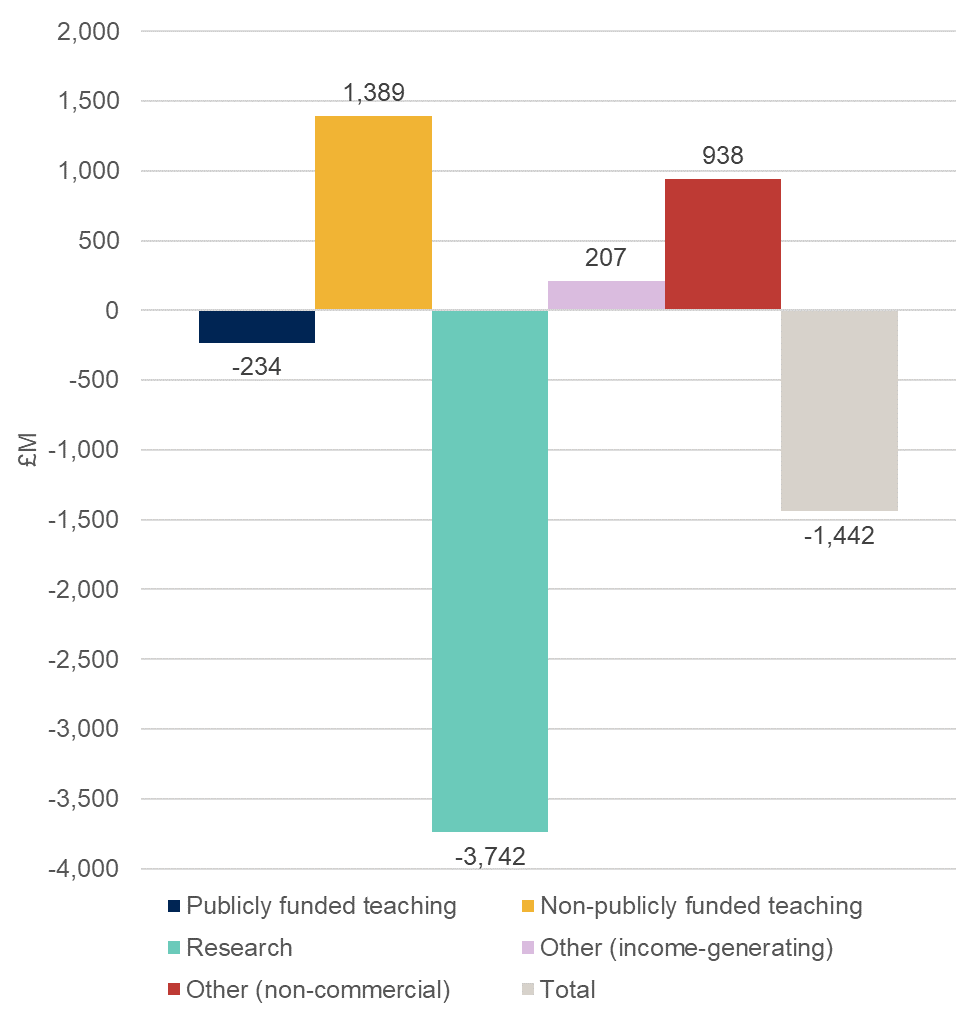 2,000
1,500
1,389
1,000
938
500
207
0
-234
-500
£M
-1,000
-1,500
-1,442
-2,000
-2,500
-3,000
-3,500
-3,742
-4,000
Publicly funded teaching
Non-publicly funded teaching
Research
Other (income-generating)
Other (non-commercial)
Total